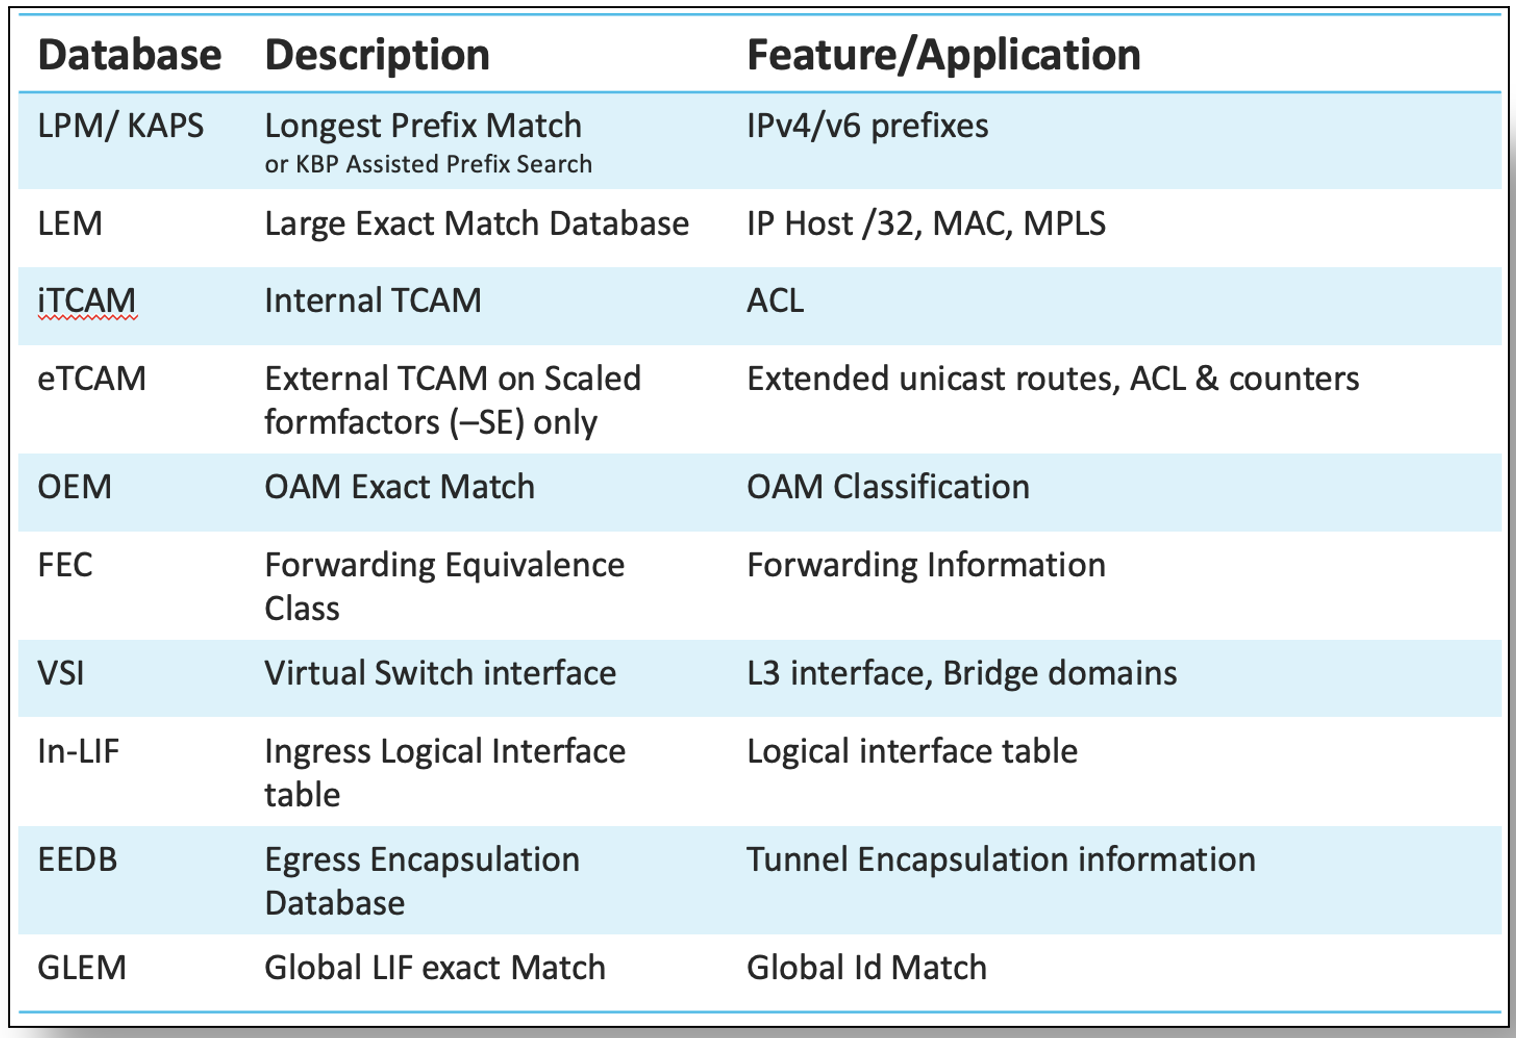 Database Description Feature/Application
LPM/ KAPS Longest Prefix Match IPv4/v6 prefixes
or KBP Assisted Prefix Search
LEM Large Exact Match Database IP Host /32, MAC, MPLS
iTCAM Internal TCAM ACL
eTCAM External TCAM on Scaled Extended unicast routes, ACL & counters
formfactors (–SE) only
OEM OAM Exact Match OAM Classification
FEC Forwarding Equivalence Forwarding Information
Class
VSI Virtual Switch interface L3 interface, Bridge domains
In-LIF Ingress Logical Interface Logical interface table
table
EEDB Egress Encapsulation Tunnel Encapsulation information
Database
GLEM Global LIF exact Match Global Id Match